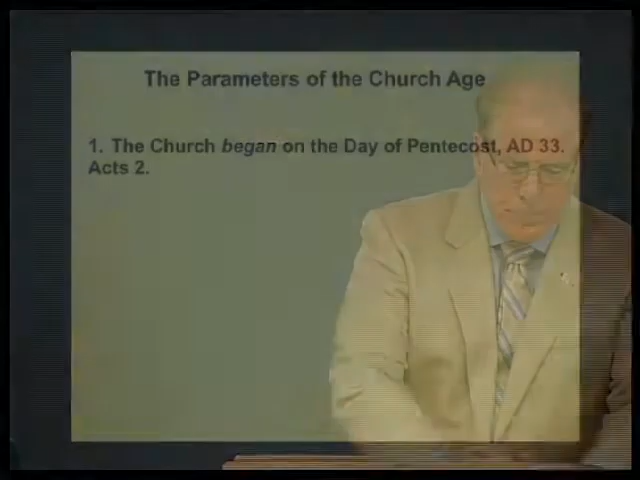 The Parameters of the Church Age
1. The Church began on the Day of Pentecost, AD 33.
Acts 2.